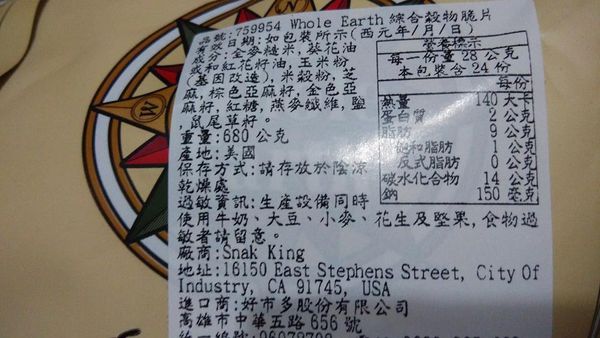 品號:759954 Whole Earth 綜合穀物脆片
有效日期:如包裝所示(西元年/月/日)
成分:全麥糙米,葵花油
或和紅花籽油,玉米粉
(基因改造),米穀粉,芝
麻,棕色亞麻籽,金色亞
麻籽,紅糖,燕麥纖維,鹽
,鼠尾草籽。
重量:680公克
產地:美國
保存方式:請存放於陰涼
乾燥處
過敏資訊:生產設備同時
使用牛奶、大豆、小麥、花生及堅果,食物過
敏者請留意。
廠商:Snak King
地址:16150 East Stephens Street, City Of
Industry, CA 91745, USA
進口商:好市多股份有限公司
高雄市中華五路656號
營養標示
每一份量 28 公克
本包裝含 24 份
每份
熱量 140 大卡
蛋白質 2 公克
脂肪 9 公克
飽和脂肪 1 公克
反式脂肪 0 公克
碳水化合物 14 公克
鈉 150 毫克